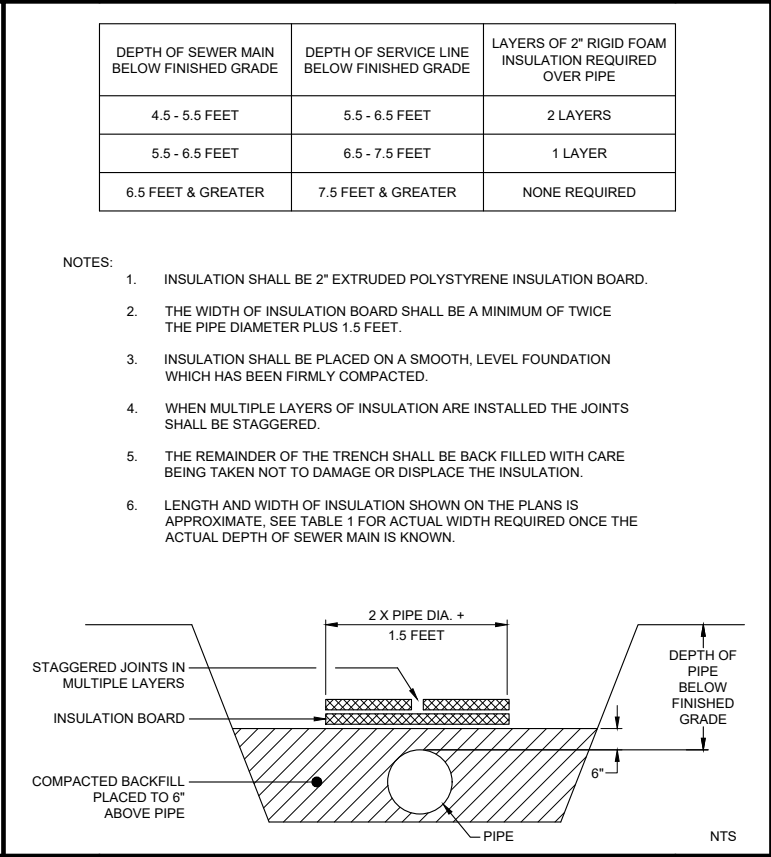 DEPTH OF SEWER MAIN
BELOW FINISHED GRADE
DEPTH OF SERVICE LINE
BELOW FINISHED GRADE
LAYERS OF 2" RIGID FOAM
INSULATION REQUIRED
OVER PIPE
4.5 - 5.5 FEET
5.5 - 6.5 FEET
2 LAYERS
5.5 - 6.5 FEET
6.5 - 7.5 FEET
1 LAYER
6.5 FEET & GREATER
7.5 FEET & GREATER
NONE REQUIRED
NOTES:
1. INSULATION SHALL BE 2" EXTRUDED POLYSTYRENE INSULATION BOARD.
2. THE WIDTH OF INSULATION BOARD SHALL BE A MINIMUM OF TWICE
THE PIPE DIAMETER PLUS 1.5 FEET.
3. INSULATION SHALL BE PLACED ON A SMOOTH, LEVEL FOUNDATION
WHICH HAS BEEN FIRMLY COMPACTED.
4. WHEN MULTIPLE LAYERS OF INSULATION ARE INSTALLED THE JOINTS
SHALL BE STAGGERED.
5. THE REMAINDER OF THE TRENCH SHALL BE BACK FILLED WITH CARE
BEING TAKEN NOT TO DAMAGE OR DISPLACE THE INSULATION.
6. LENGTH AND WIDTH OF INSULATION SHOWN ON THE PLANS IS
APPROXIMATE, SEE TABLE 1 FOR ACTUAL WIDTH REQUIRED ONCE THE
ACTUAL DEPTH OF SEWER MAIN IS KNOWN.
2 X PIPE DIA. +
1.5 FEET
STAGGERED JOINTS IN
MULTIPLE LAYERS
INSULATION BOARD
COMPACTED BACKFILL
PLACED TO 6"
ABOVE PIPE
DEPTH OF
PIPE
BELOW
FINISHED
GRADE
6"
PIPE
NTS